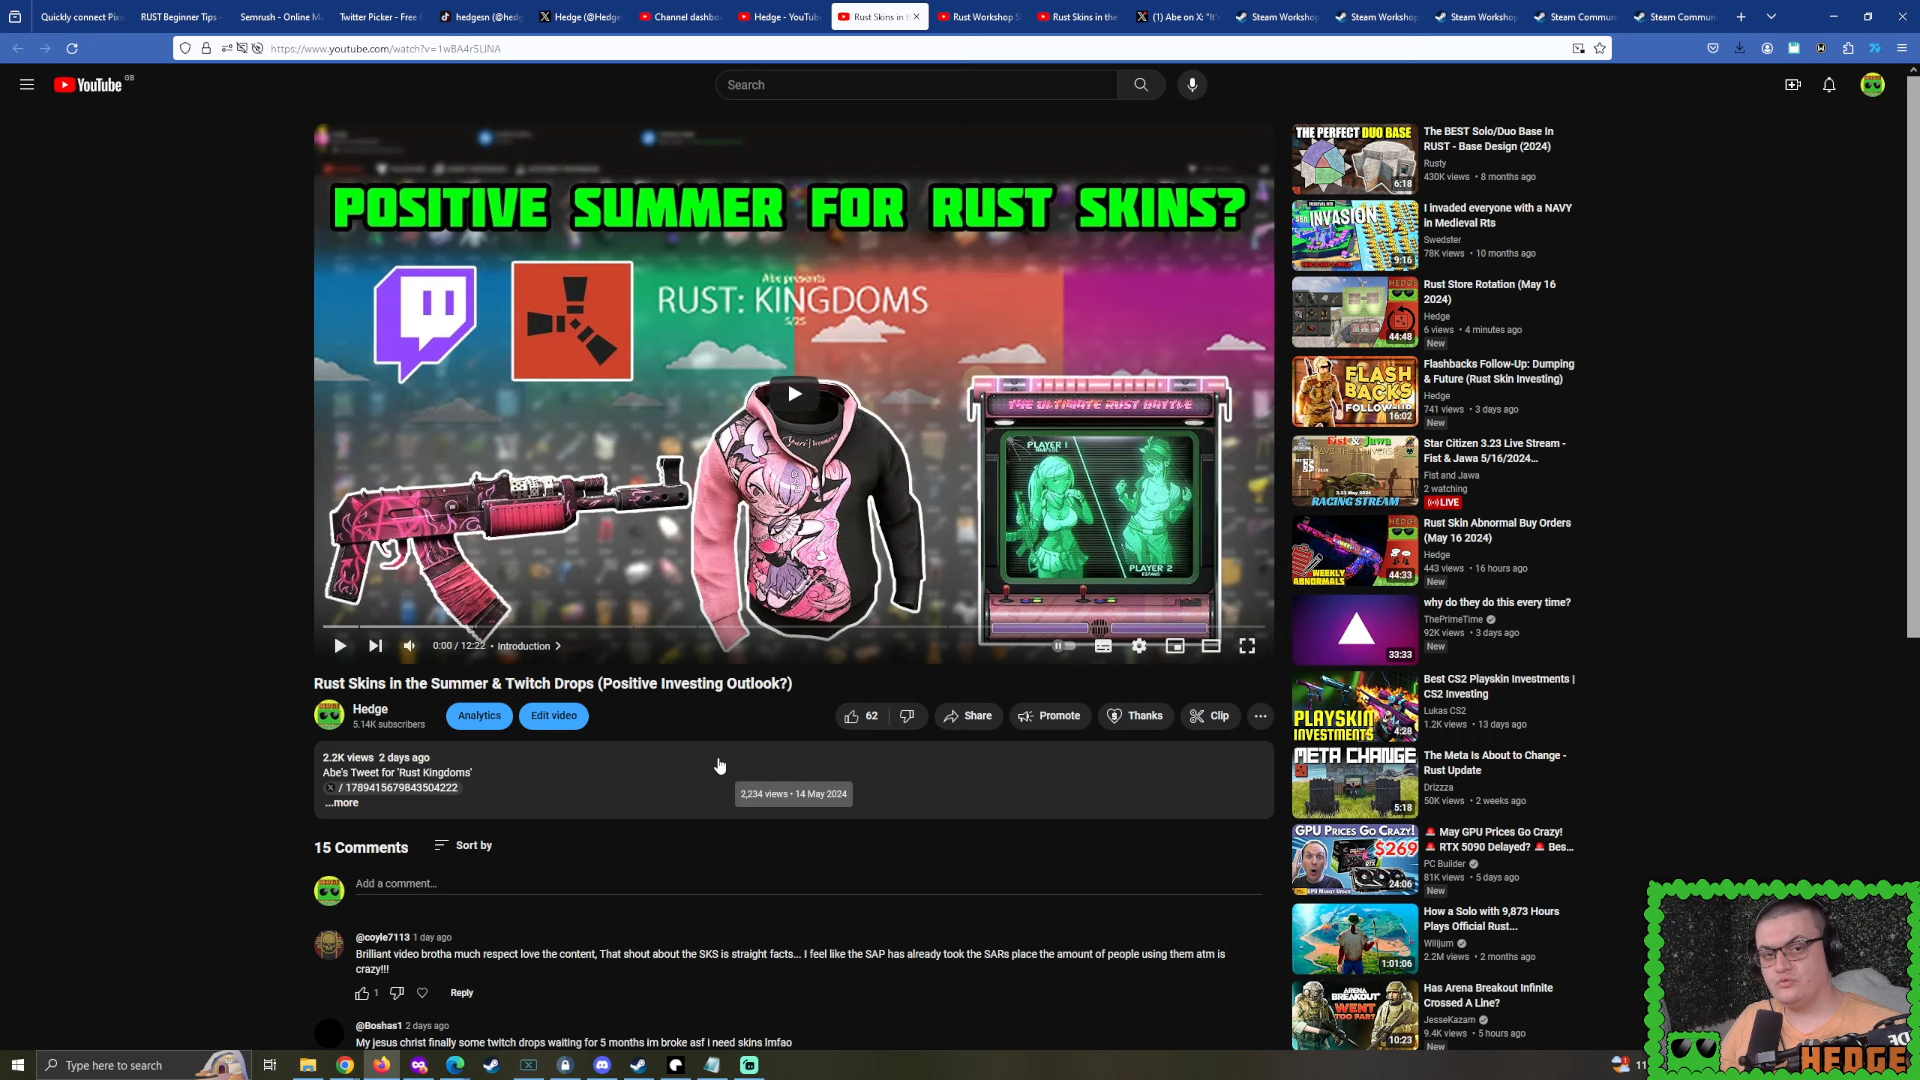 Quickly connect Pixi
RUST Beginner Tips -
Semrush - Online Ma
Twitter Picker - Free C
hedgesn (@hedg
Hedge (@Hedge
Channel dashbo
Hedge - YouTube
Rust Skins in th
Rust Workshop S
Rust Skins in the
(1) Abe on X: "It'
Steam Workshop
Steam Workshop
Steam Workshop
Steam Commun
Steam Commun
https://www.youtube.com/watch?v=1wBA4r5LlNA
YouTube GB
Search
POSITIVE SUMMER FOR RUST SKINS?
Abe presents
RUST: KINGDOMS
5/25
THE ULTIMATE RUST BATTLE
PLAYER 1
PLAYER 2
0:00 / 12:22 • Introduction
Rust Skins in the Summer & Twitch Drops (Positive Investing Outlook?)
Hedge
5.14K subscribers
Analytics
Edit video
62
Share
Promote
Thanks
Clip
2.2K views 2 days ago
Abe's Tweet for 'Rust Kingdoms'
/ 1789415679843504222
...more
2,234 views • 14 May 2024
15 Comments
Sort by
Add a comment...
@coyle7113 1 day ago
Brilliant video brotha much respect love the content, That shout about the SKS is straight facts... I feel like the SAP has already took the SARs place the amount of people using them atm is
crazy!!!
1
Reply
@Boshas1 2 days ago
My jesus christ finally some twitch drops waiting for 5 months im broke asf i need skins lmfao
THE PERFECT DUO BASE
6:18
The BEST Solo/Duo Base In
RUST - Base Design (2024)
Rusty
430K views • 8 months ago
INVASION
9:16
I invaded everyone with a NAVY
in Medieval Rts
Swedster
78K views • 10 months ago
HEDGE
44:48
Rust Store Rotation (May 16
2024)
Hedge
6 views • 4 minutes ago
New
FLASH
BACKS
FOLLOW-UP
16:02
Flashbacks Follow-Up: Dumping
& Future (Rust Skin Investing)
Hedge
741 views • 3 days ago
New
Fist & Jawa
RACING STREAM
Star Citizen 3.23 Live Stream -
Fist & Jawa 5/16/2024...
Fist and Jawa
2 watching
LIVE
HEDGE
WEEKLY
ABNORMALS
44:33
Rust Skin Abnormal Buy Orders
(May 16 2024)
Hedge
443 views • 16 hours ago
New
33:33
why do they do this every time?
ThePrimeTime
92K views • 3 days ago
New
PLAYSKIN
INVESTMENTS
4:28
Best CS2 Playskin Investments |
CS2 Investing
Lukas CS2
1.2K views • 13 days ago
META CHANGE
5:18
The Meta Is About to Change -
Rust Update
Drizzza
50K views • 2 weeks ago
GPU PRICES GO CRAZY!
$269
24:06
May GPU Prices Go Crazy!
RTX 5090 Delayed? Bes...
PC Builder
81K views • 5 days ago
New
1:01:06
How a Solo with 9,873 Hours
Plays Official Rust...
Willjum
2.2M views • 2 months ago
ARENA
BREAKOUT
WENT
TOO FAR?
10:23
Has Arena Breakout Infinite
Crossed A Line?
JesseKazam
9.4K views • 5 hours ago
New
HEDGE
Type here to search